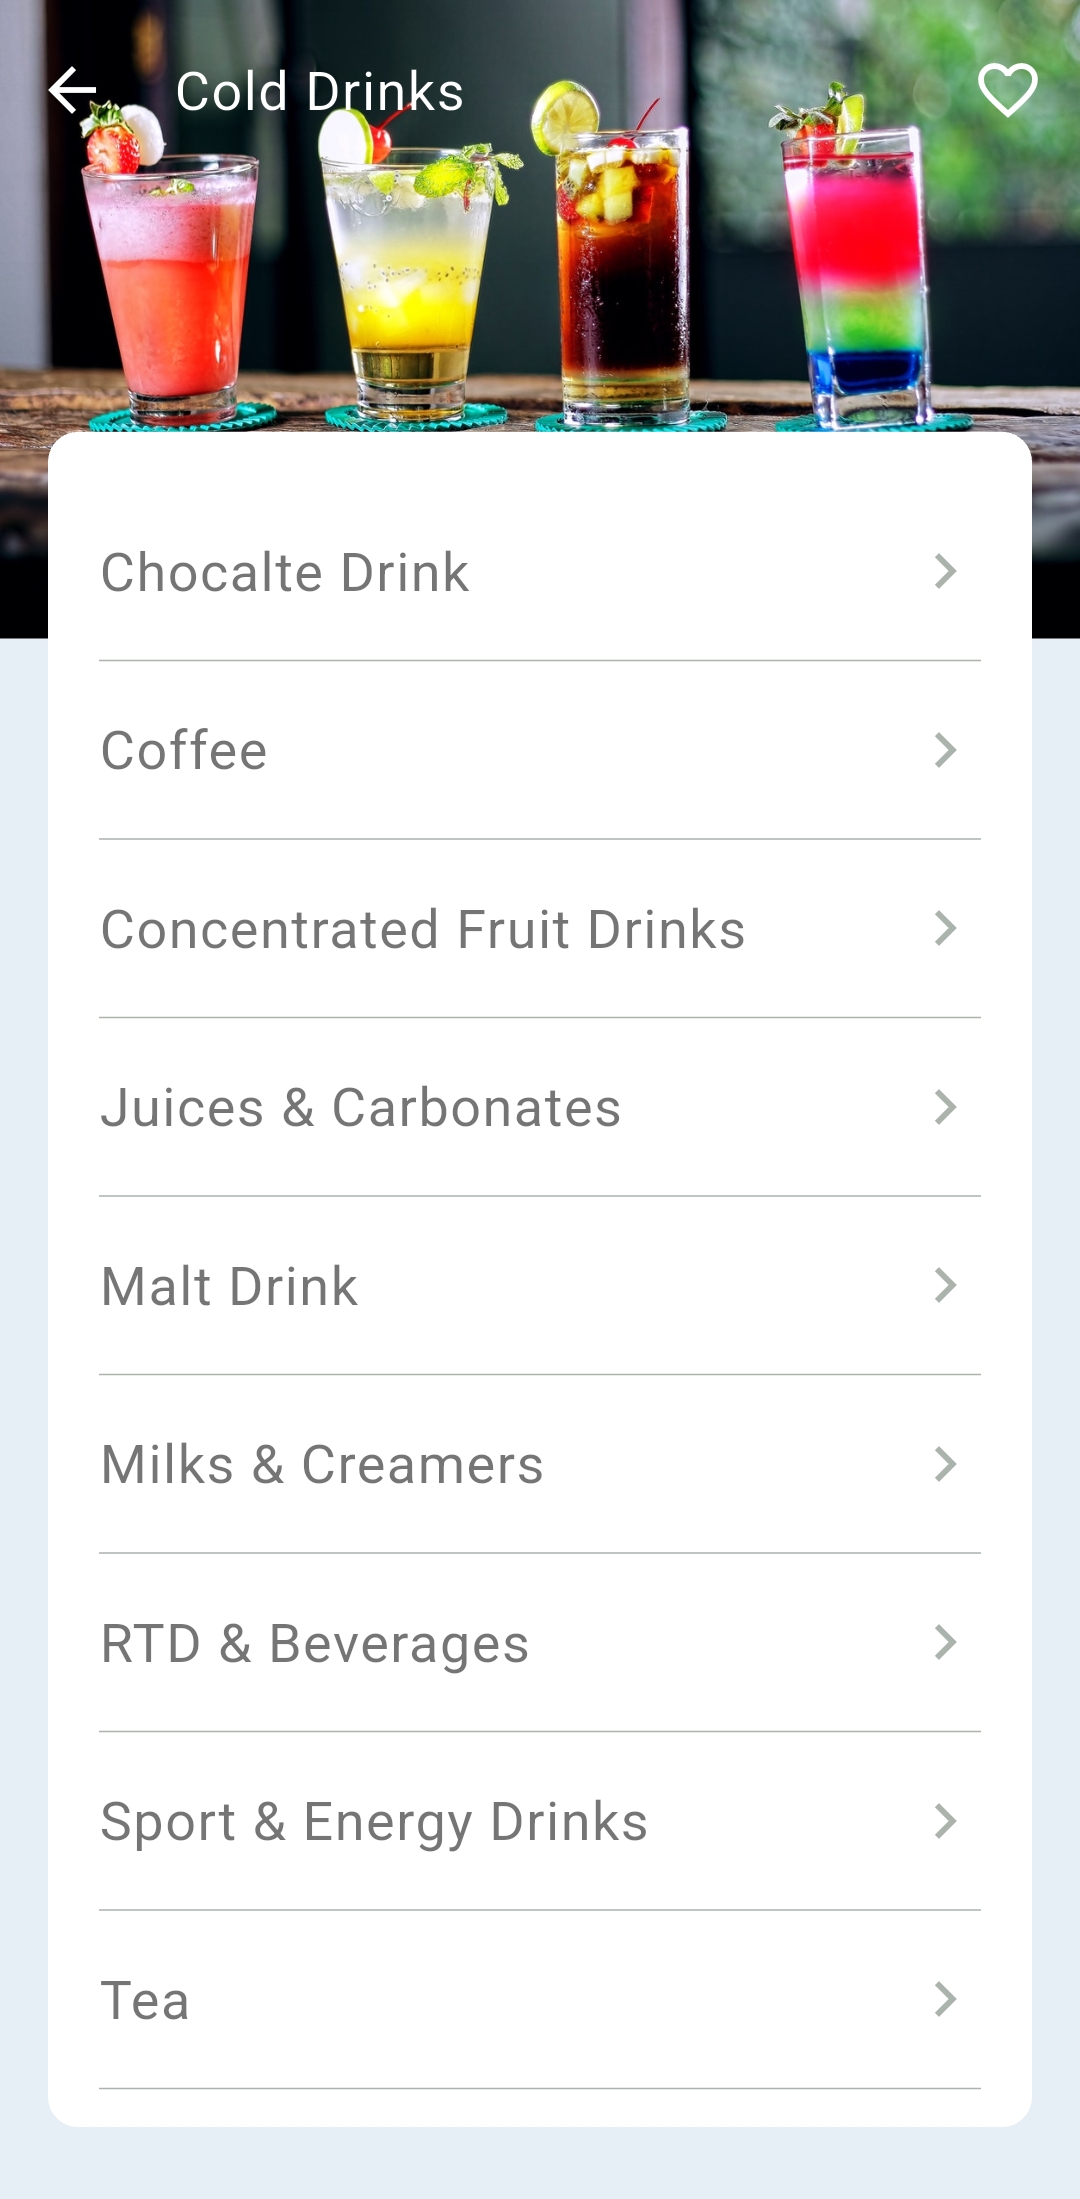 Cold Drinks
Chocalte Drink
Coffee
Concentrated Fruit Drinks
Juices & Carbonates
Malt Drink
Milks & Creamers
RTD & Beverages
Sport & Energy Drinks
Tea